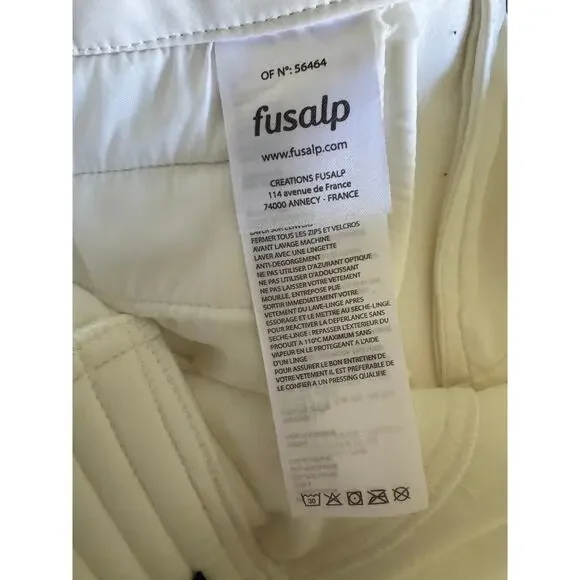 OF N°: 56464
fusalp
www.fusalp.com
CREATIONS FUSALP
114 avenue de France
74000 ANNECY - FRANCE
LAVER SUR L'ENVERS
FERMER TOUS LES ZIPS ET VELCROS
AVANT LAVAGE MACHINE
LAVER AVEC UNE LINGETTE
ANTI-DEGORGEMENT
NE PAS UTILISER D'AZURANT OPTIQUE
NE PAS UTILISER D'ADOUCISSANT
NE PAS LAISSER VOTRE VETEMENT
MOUILLE, ENTREPOSE PLIE
SORTIR IMMEDIATEMENT VOTRE
VETEMENT DU LAVE-LINGE APRES
ESSORAGE ET LE METTRE AU SECHE-LINGE
POUR REACTIVER LA DEPERLANCE SANS
SECHE-LINGE : REPASSER L'EXTERIEUR DU
PRODUIT A 110°C MAXIMUM SANS
VAPEUR EN LE PROTEGEANT A L'AIDE
D'UN LINGE
POUR ASSURER LE BON ENTRETIEN DE
VOTRE VETEMENT IL EST PREFERABLE DE
LE CONFIER A UN PRESSING QUALIFIE
30